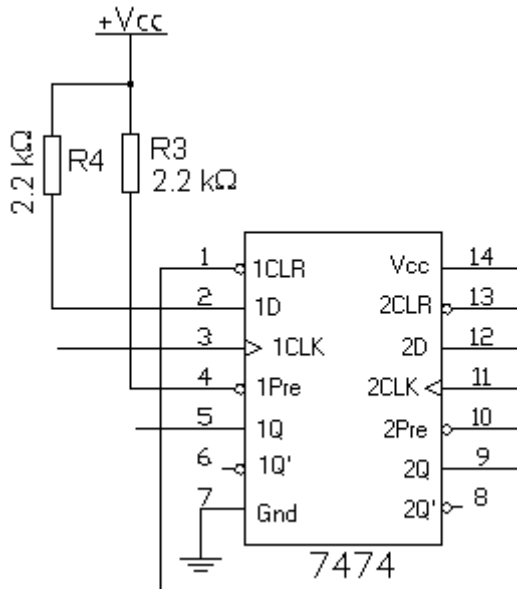 +Vcc
2.2 kΩ
R4
R3
2.2 kΩ
1
1CLR
2
1D
3
1CLK
4
1Pre
5
1Q
6
1Q'
7
Gnd
Vcc
14
2CLR
13
2D
12
2CLK
11
2Pre
10
2Q
9
2Q'
8
7474